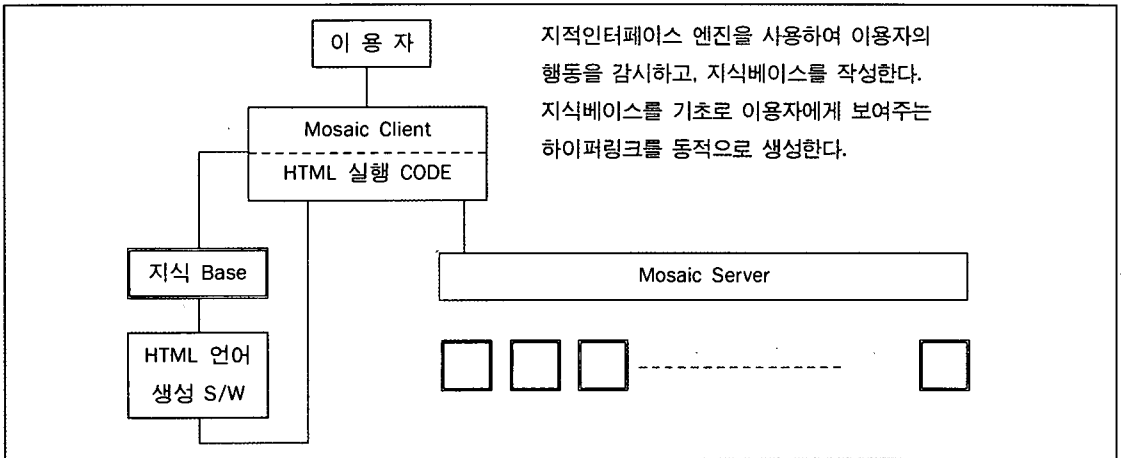 이 용 자
지적인터페이스 엔진을 사용하여 이용자의
행동을 감시하고, 지식베이스를 작성한다.
지식베이스를 기초로 이용자에게 보여주는
하이퍼링크를 동적으로 생성한다.
Mosaic Client
HTML 실행 CODE
지식 Base
Mosaic Server
HTML 언어
생성 S/W